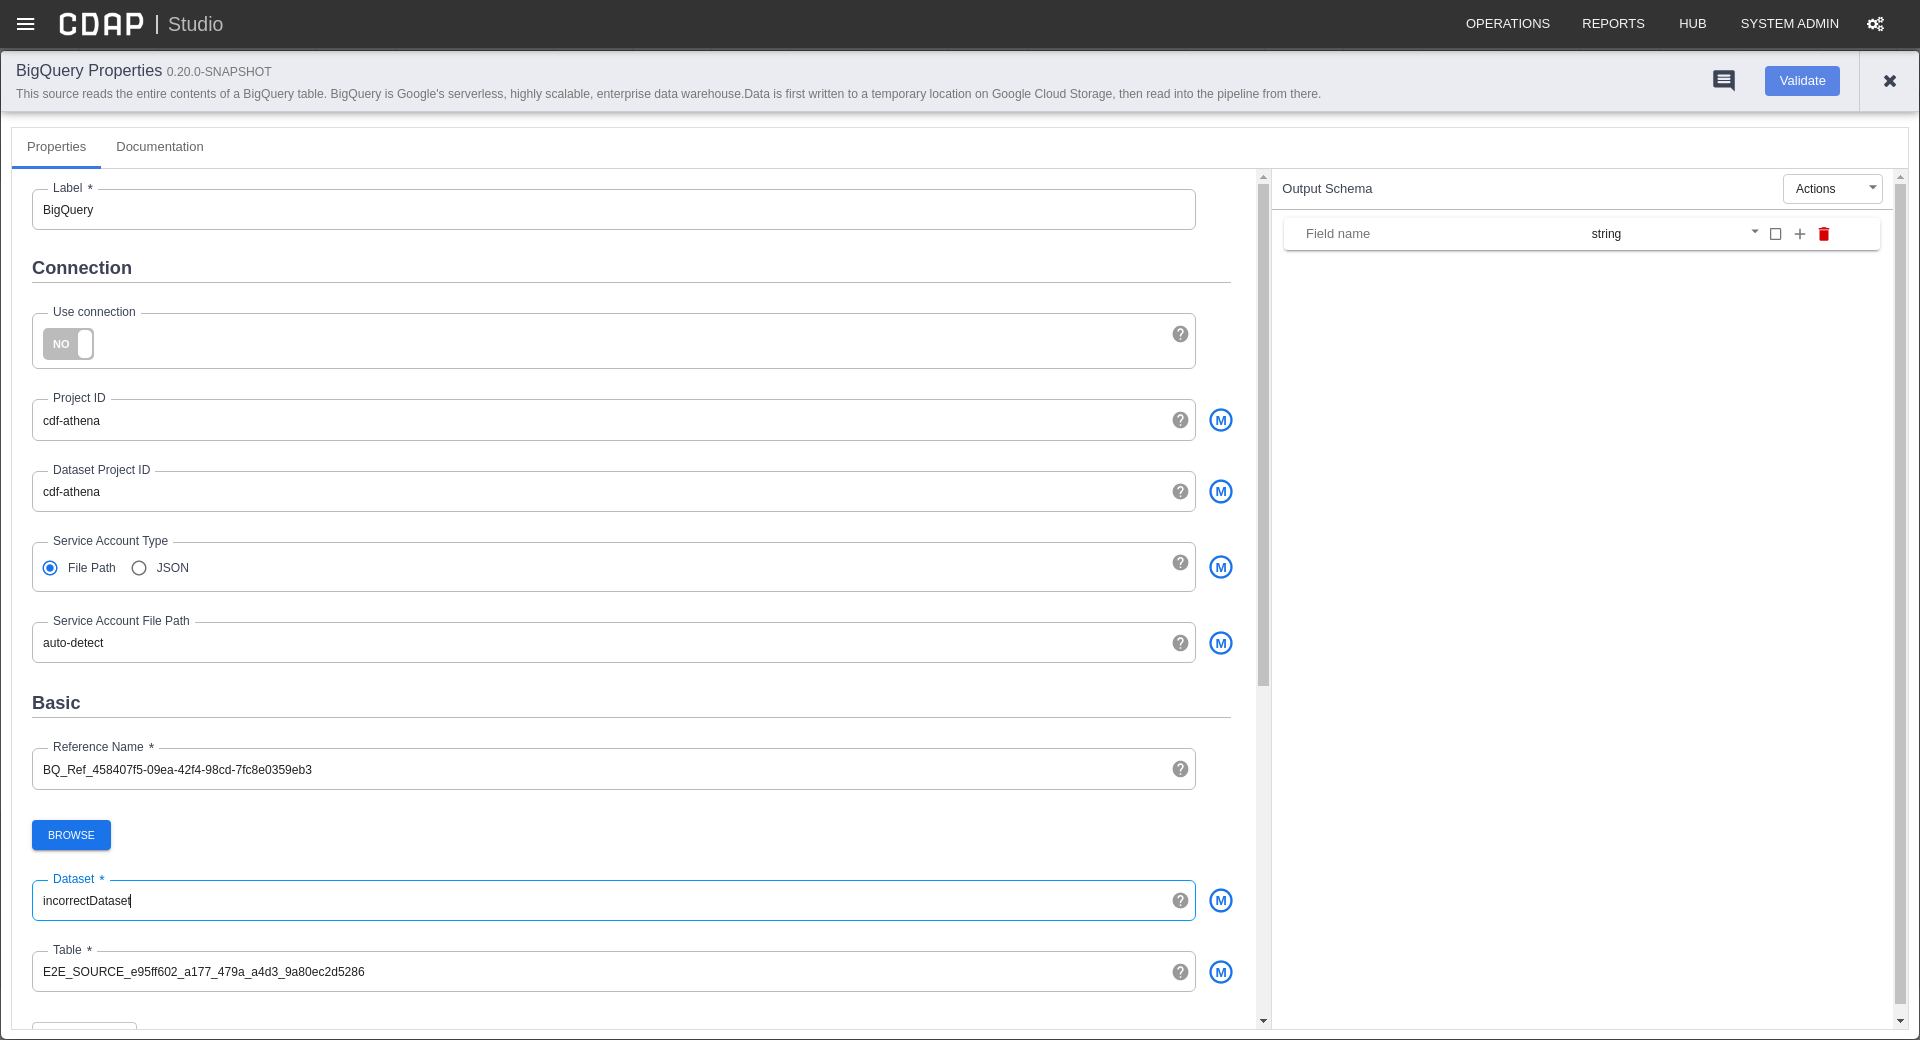 CDAP | Studio
OPERATIONS REPORTS HUB SYSTEM ADMIN
BigQuery Properties 0.20.0-SNAPSHOT
This source reads the entire contents of a BigQuery table. BigQuery is Google's serverless, highly scalable, enterprise data warehouse.Data is first written to a temporary location on Google Cloud Storage, then read into the pipeline from there.
Validate
Properties Documentation
Label *
BigQuery
Connection
Use connection
NO
Project ID
cdf-athena
M
Dataset Project ID
cdf-athena
M
Service Account Type
File Path JSON
M
Service Account File Path
auto-detect
M
Basic
Reference Name *
BQ_Ref_458407f5-09ea-42f4-98cd-7fc8e0359eb3
BROWSE
Dataset *
incorrectDataset
M
Table *
E2E_SOURCE_e95ff602_a177_479a_a4d3_9a80ec2d5286
M
Output Schema
Actions
Field name string